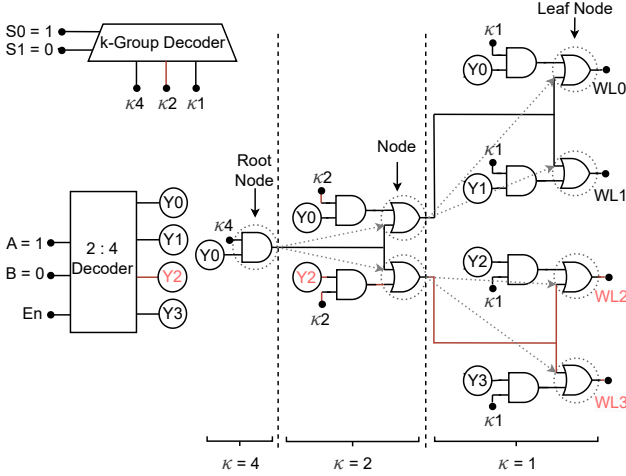 Leaf Node
S0 = 1
S1 = 0
k-Group Decoder
κ4
κ2
κ1
κ1
Y0
WL0
Root
Node
Node
κ1
Y1
WL1
A = 1
B = 0
En
2 : 4
Decoder
Y0
Y1
Y2
Y3
κ4
Y0
κ2
Y0
Y2
κ2
Y2
κ1
WL2
Y3
κ1
WL3
κ = 4
κ = 2
κ = 1